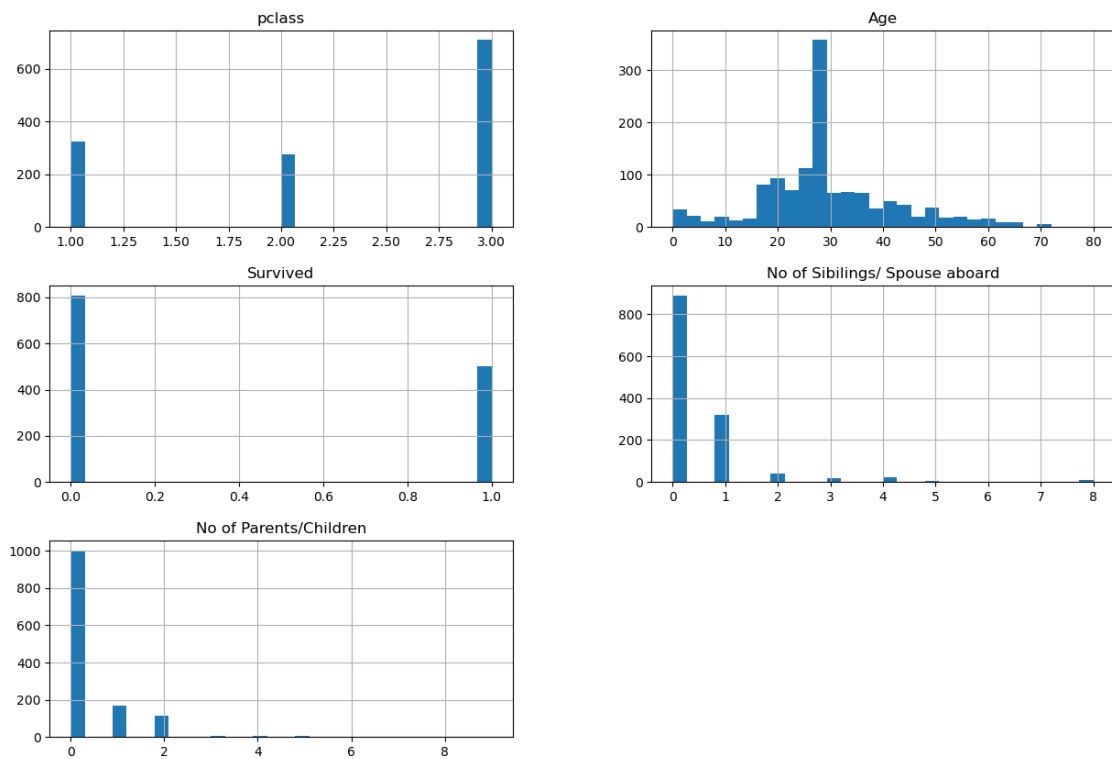 pclass
600
400
200
0
1.00 1.25 1.50 1.75 2.00 2.25 2.50 2.75 3.00
Age
300
200
100
0
0 10 20 30 40 50 60 70 80
Survived
800
600
400
200
0
0.0 0.2 0.4 0.6 0.8 1.0
No of Sibilings/ Spouse aboard
800
600
400
200
0
0 1 2 3 4 5 6 7 8
No of Parents/Children
1000
800
600
400
200
0
0 2 4 6 8